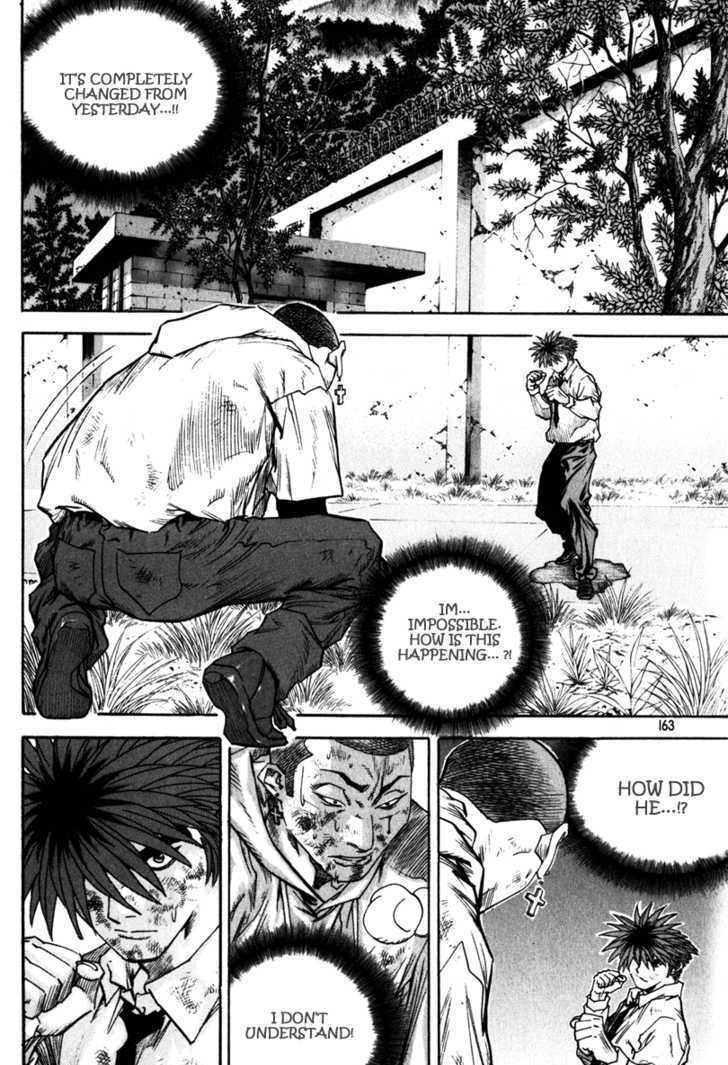 IT'S COMPLETELY
CHANGED FROM
YESTERDAY...!!
IM...
IMPOSSIBLE.
HOW IS THIS
HAPPENING... ?!
163
HOW DID
HE...!?
I DON'T
UNDERSTAND!